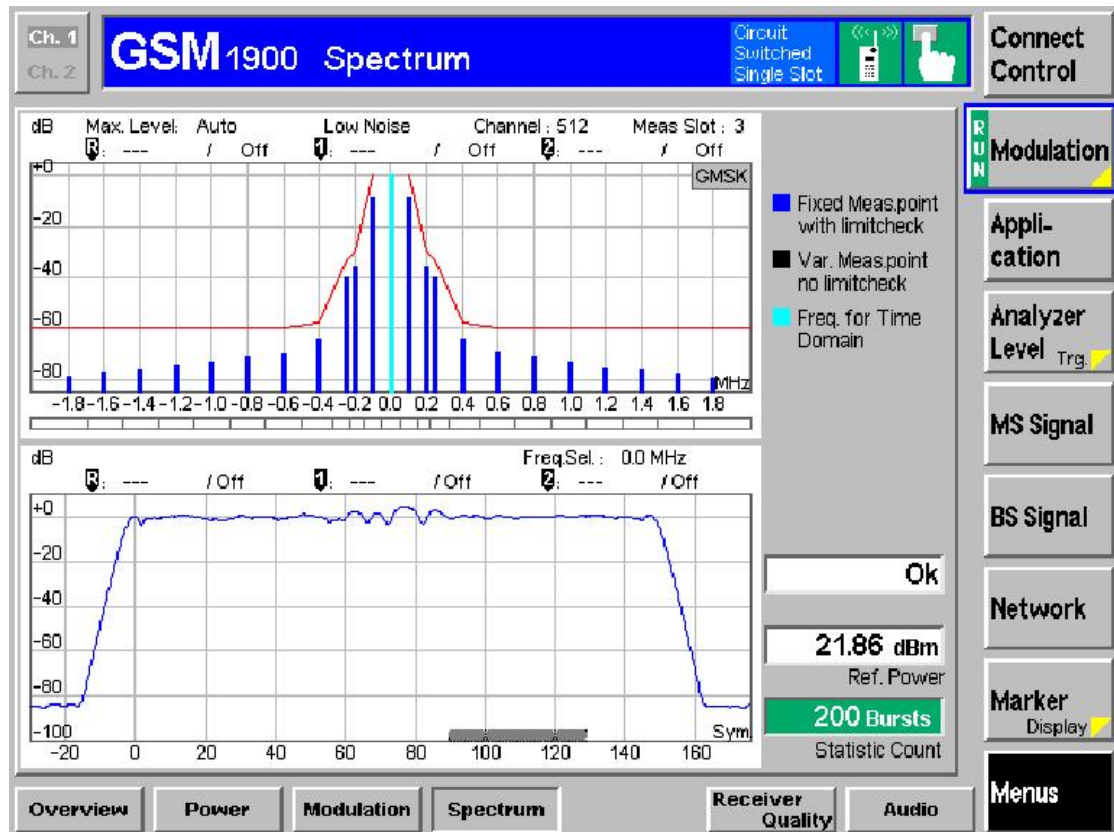 Ch. 1
Ch. 2
GSM 1900 Spectrum
Circuit
Switched
Single Slot
Connect
Control
dB Max. Level: Auto Low Noise Channel : 512 Meas Slot : 3
R : --- / Off 1 : --- / Off 2 : --- / Off
+0
GMSK
-20
-40
-60
-80
MHz
-1.8 -1.6 -1.4 -1.2 -1.0 -0.8 -0.6 -0.4 -0.2 0.0 0.2 0.4 0.6 0.8 1.0 1.2 1.4 1.6 1.8
Fixed Meas.point
with limitcheck
Var. Meas.point
no limitcheck
Freq. for Time
Domain
dB Freq.Sel. : 0.0 MHz
R : --- / Off 1 : --- / Off 2 : --- / Off
+0
-20
-40
-60
-80
-100
Sym.
-20 0 20 40 60 80 100 120 140 160
Ok
21.86 dBm
Ref. Power
200 Bursts
Statistic Count
RUN
Modulation
Appli-
cation
Analyzer
Level Trg.
MS Signal
BS Signal
Network
Marker
Display
Menus
Overview Power Modulation Spectrum Receiver Quality Audio